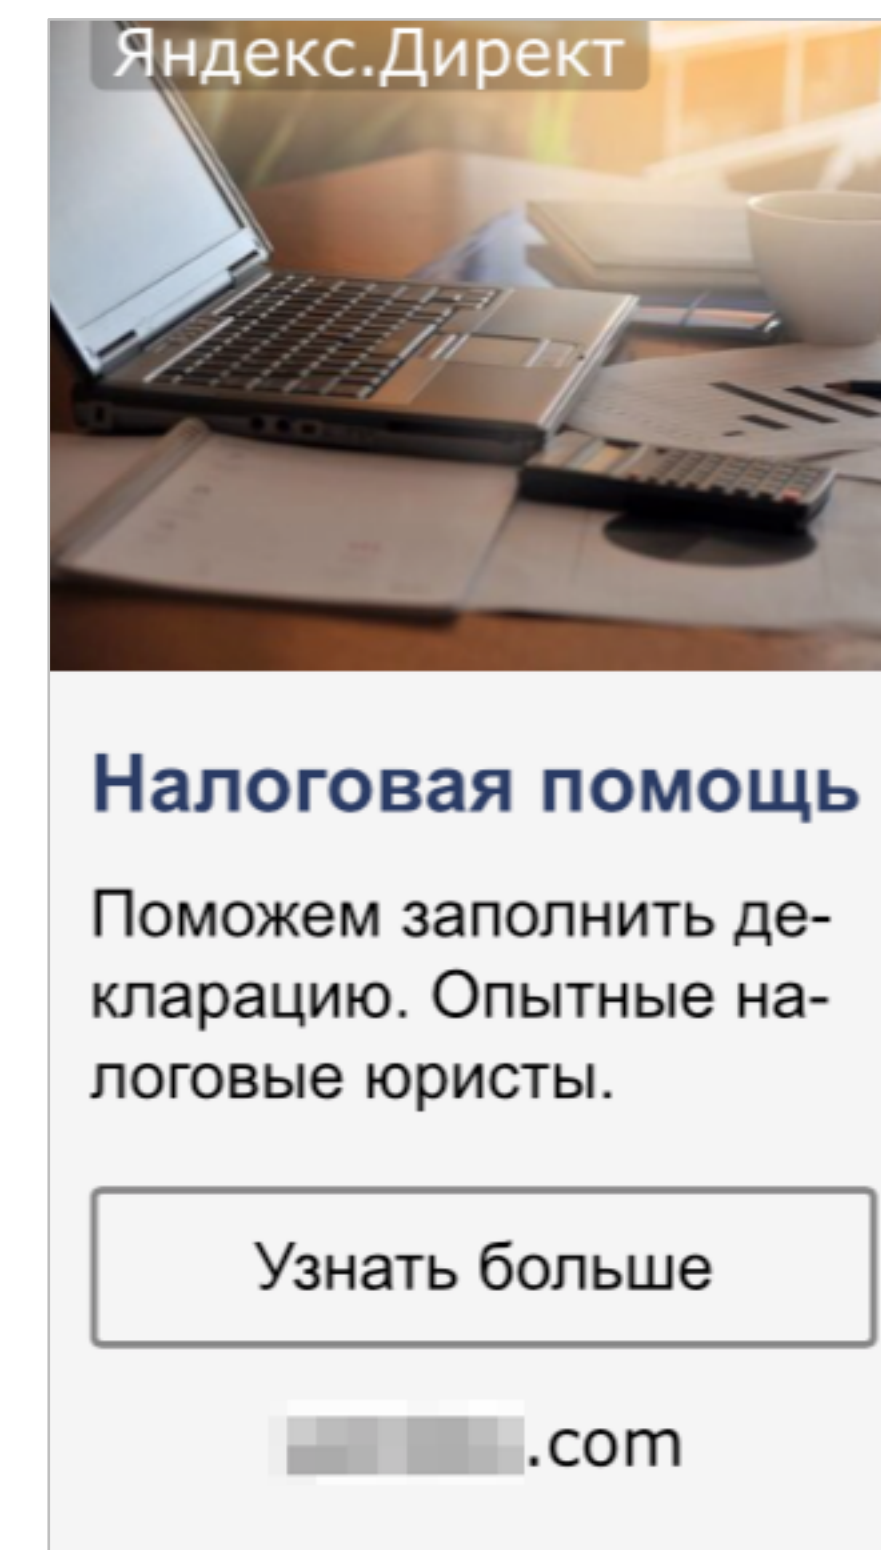 Яндекс.Директ
Налоговая помощь
Поможем заполнить де-
кларацию. Опытные на-
логовые юристы.
Узнать больше
.com